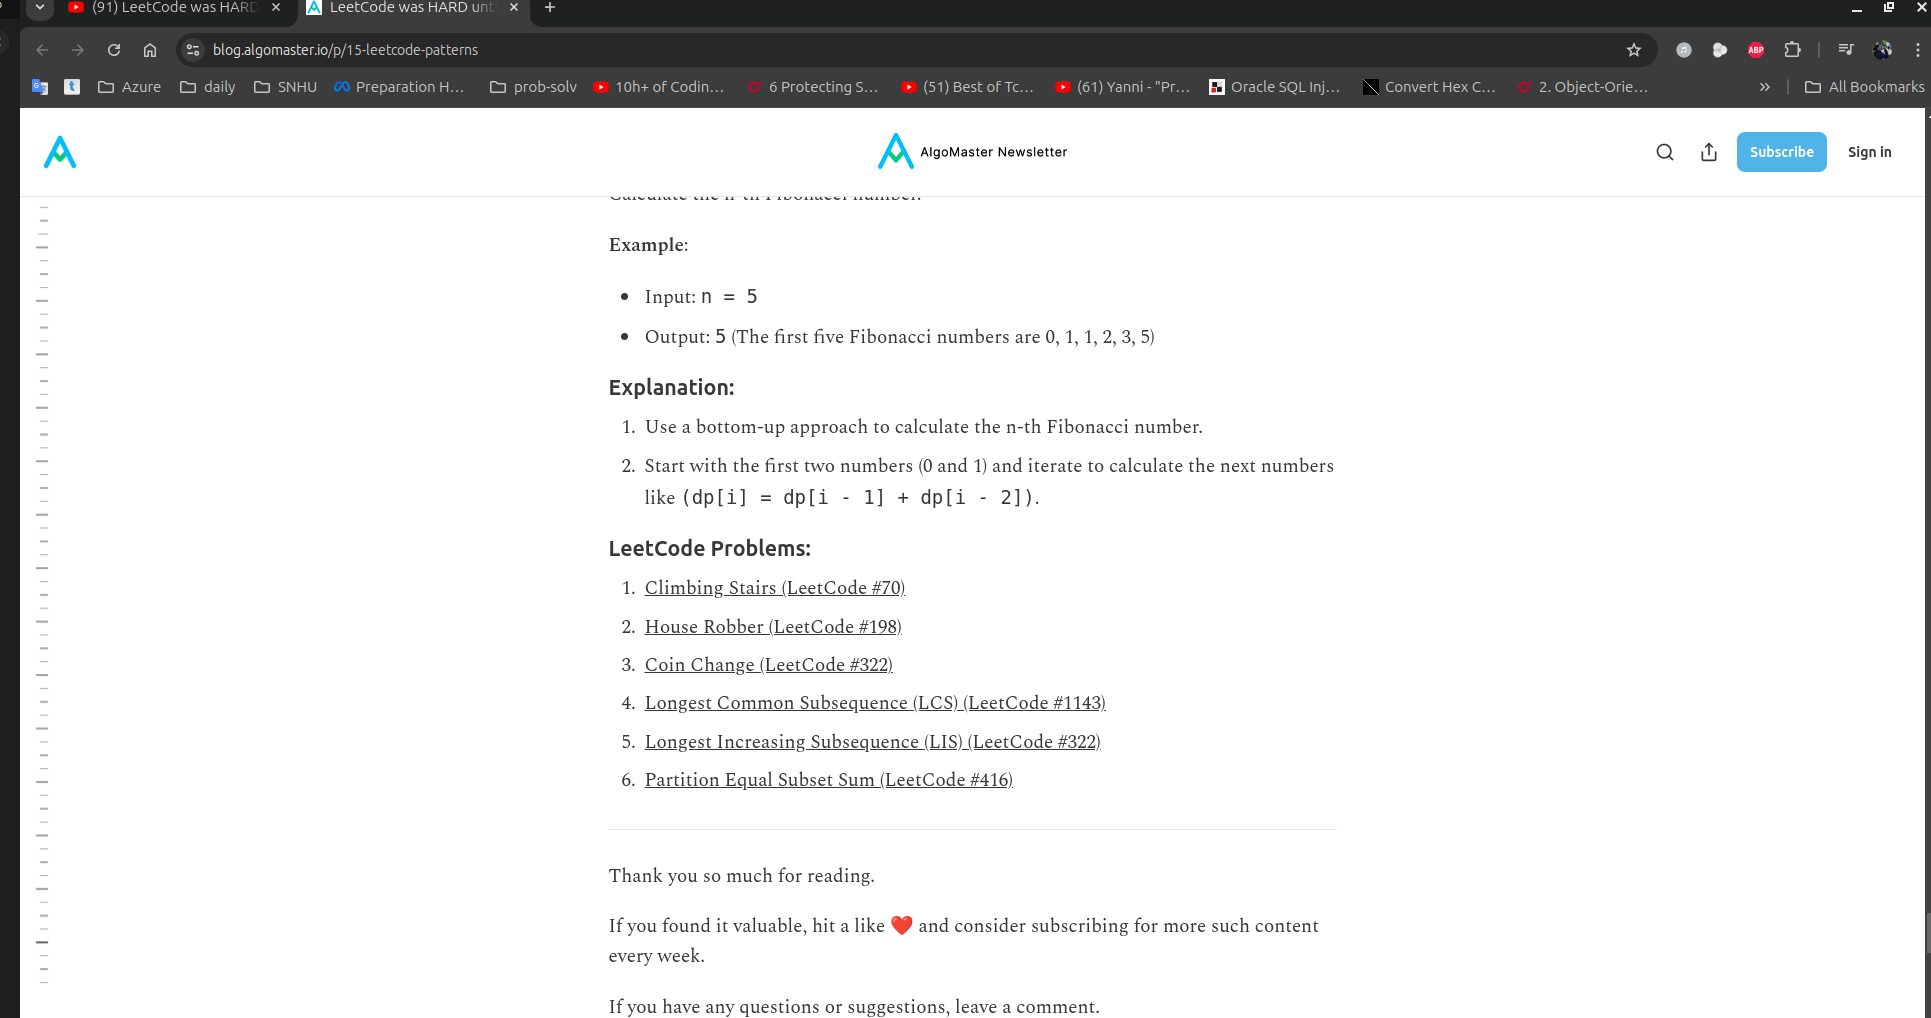 (91) LeetCode was HARD
LeetCode was HARD unt
blog.algomaster.io/p/15-leetcode-patterns
ABP
Azure
daily
SNHU
Preparation H...
prob-solv
10h+ of Codin...
6 Protecting S...
(51) Best of Tc...
(61) Yanni - "Pr...
Oracle SQL Inj...
Convert Hex C...
2. Object-Orie...
»
All Bookmarks
AlgoMaster Newsletter
Subscribe
Sign in
Calculate the n-th Fibonacci number.
Example:
• Input: n = 5
• Output: 5 (The first five Fibonacci numbers are 0, 1, 1, 2, 3, 5)
Explanation:
1. Use a bottom-up approach to calculate the n-th Fibonacci number.
2. Start with the first two numbers (0 and 1) and iterate to calculate the next numbers
like (dp[i] = dp[i - 1] + dp[i - 2]).
LeetCode Problems:
1. Climbing Stairs (LeetCode #70)
2. House Robber (LeetCode #198)
3. Coin Change (LeetCode #322)
4. Longest Common Subsequence (LCS) (LeetCode #1143)
5. Longest Increasing Subsequence (LIS) (LeetCode #322)
6. Partition Equal Subset Sum (LeetCode #416)
Thank you so much for reading.
If you found it valuable, hit a like ❤️ and consider subscribing for more such content
every week.
If you have any questions or suggestions, leave a comment.